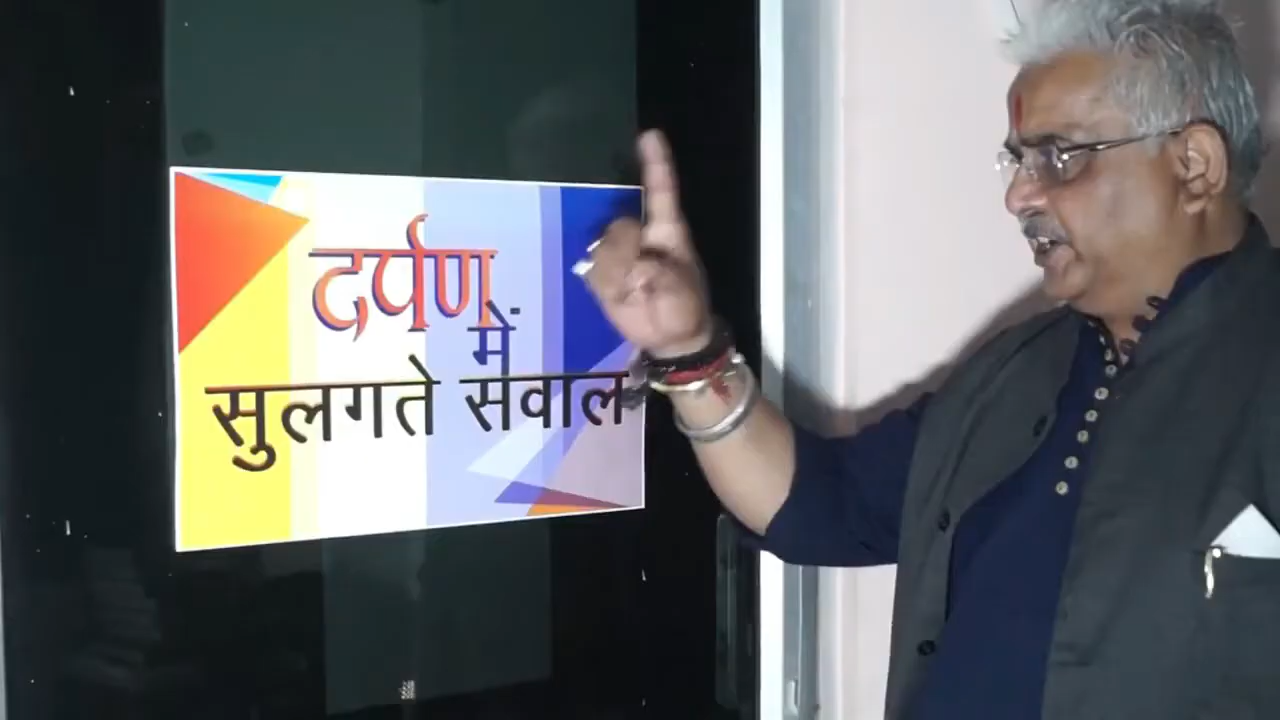 दर्पण
में
सुलगते सवाल